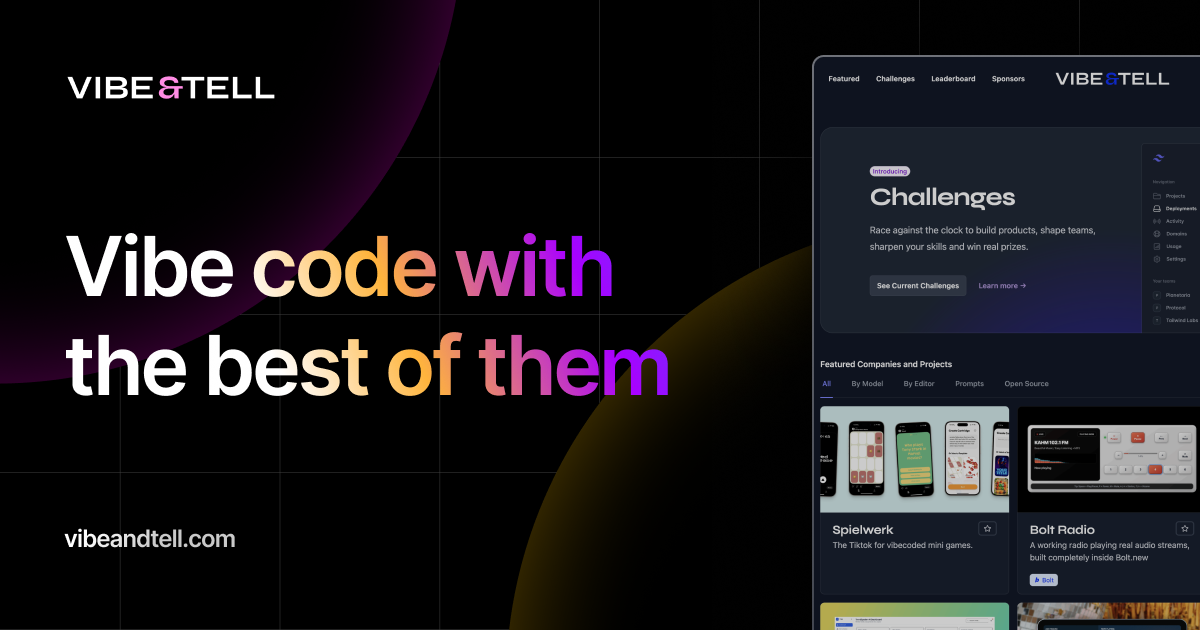 VIBE&TELL
Vibe code with
the best of them
vibeandtell.com
Featured Challenges Leaderboard Sponsors VIBE&TELL
Introducing
Challenges
Race against the clock to build products, shape teams,
sharpen your skills and win real prizes.
See Current Challenges Learn more →
Navigation
Projects
Deployments
Activity
Domains
Usage
Settings
Your teams
Planetaria
Protocol
Tailwind Labs
Featured Companies and Projects
All By Model By Editor Prompts Open Source
KAHM 102.1 FM
Spielwerk
The Tiktok for vibecoded mini games.
Bolt Radio
A working radio playing real audio streams,
built completely inside Bolt.new
b Bolt